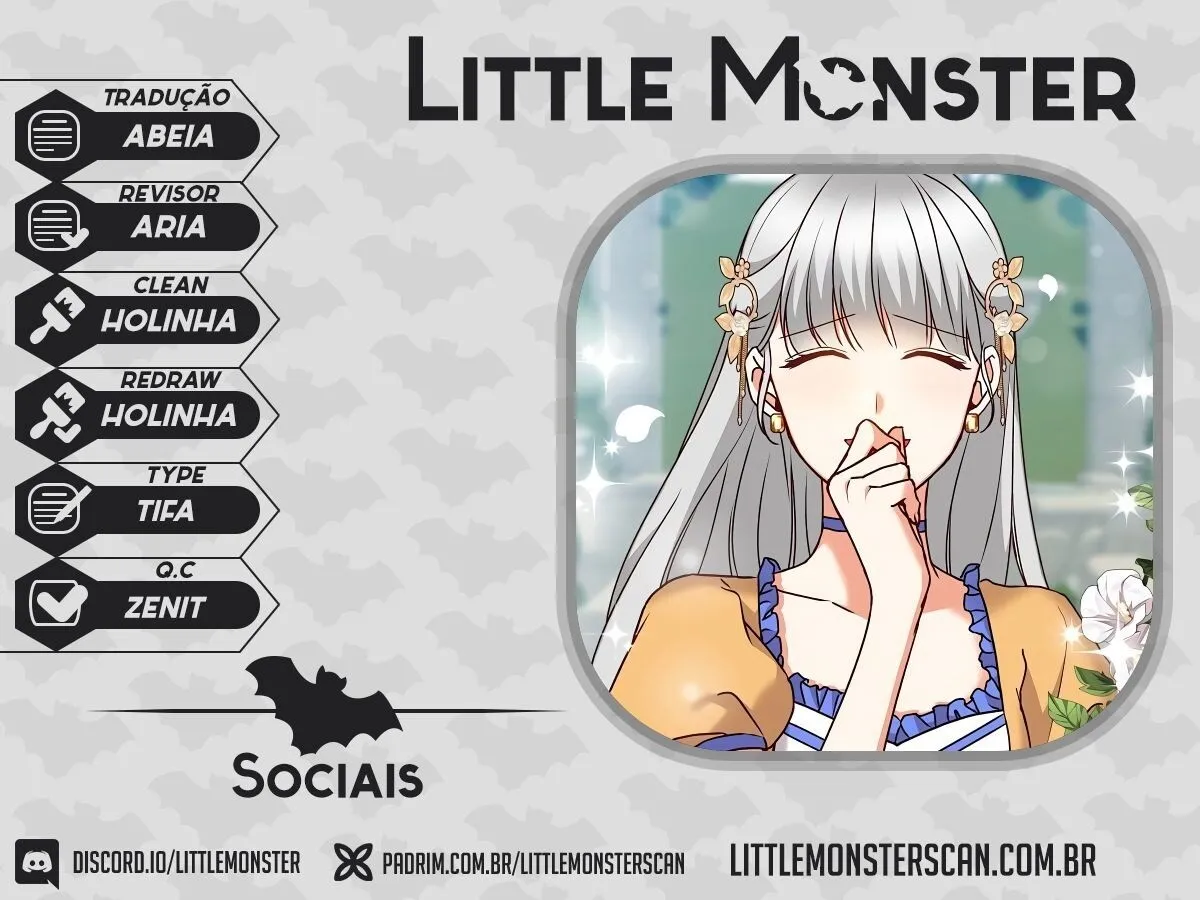 LITTLE MONSTER
TRADUÇÃO
ABEIA
REVISOR
ARIA
CLEAN
HOLINHA
REDRAW
HOLINHA
TYPE
TIFA
Q.C
ZENIT
SOCIAIS
DISCORD.IO/LITTLEMONSTER
PADRIM.COM.BR/LITTLEMONSTERSCAN
LITTLEMONSTERSCAN.COM.BR